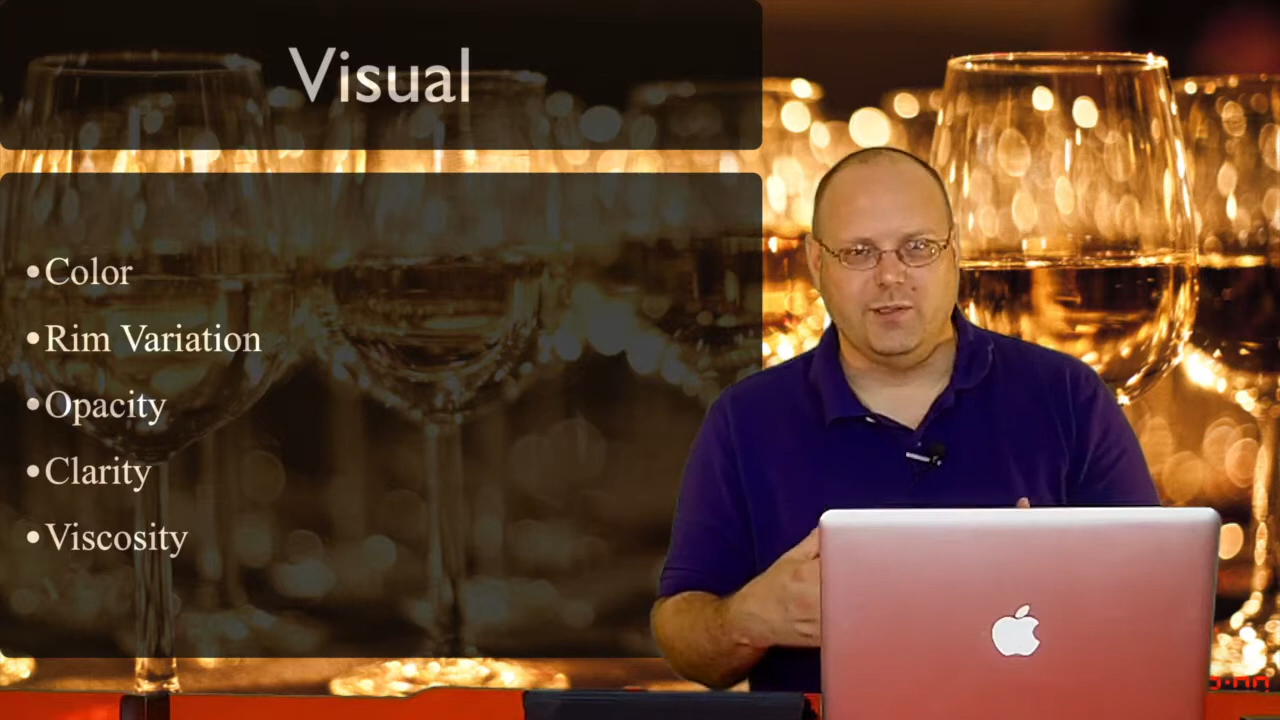 Visual
•Color
•Rim Variation
•Opacity
•Clarity
•Viscosity